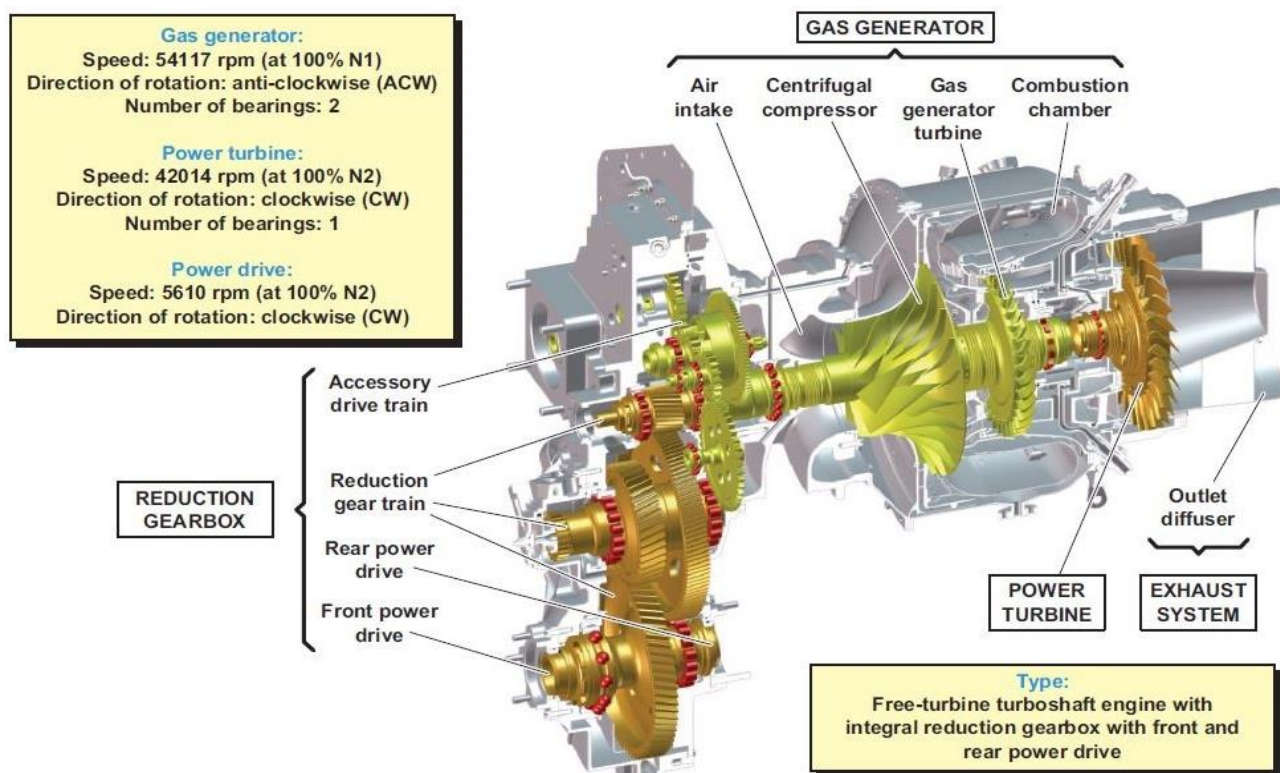 Gas generator:
Speed: 54117 rpm (at 100% N1)
Direction of rotation: anti-clockwise (ACW)
Number of bearings: 2
Power turbine:
Speed: 42014 rpm (at 100% N2)
Direction of rotation: clockwise (CW)
Number of bearings: 1
Power drive:
Speed: 5610 rpm (at 100% N2)
Direction of rotation: clockwise (CW)
GAS GENERATOR
Air
intake
Centrifugal
compressor
Gas
generator
turbine
Combustion
chamber
Accessory
drive train
Reduction
gear train
REDUCTION
GEARBOX
Rear power
drive
Front power
drive
Outlet
diffuser
POWER
TURBINE
EXHAUST
SYSTEM
Type:
Free-turbine turboshaft engine with
integral reduction gearbox with front and
rear power drive